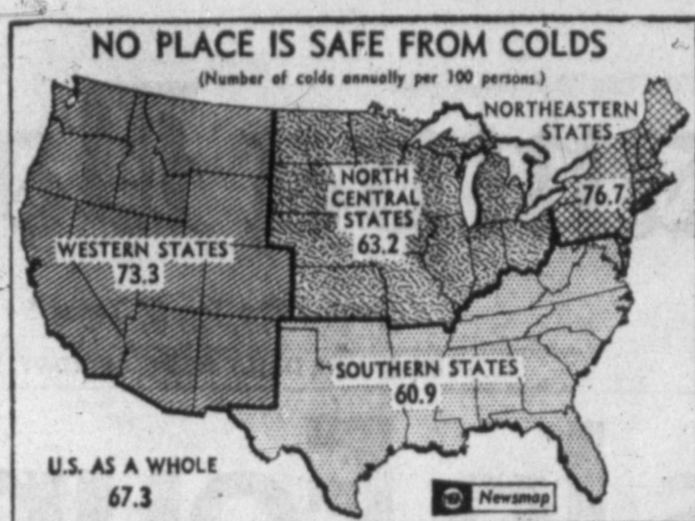 NO PLACE IS SAFE FROM COLDS
(Number of colds annually per 100 persons.)
NORTHEASTERN
STATES
76.7
NORTH
CENTRAL
STATES
63.2
WESTERN STATES
73.3
SOUTHERN STATES
60.9
U.S. AS A WHOLE
67.3
Newsmap